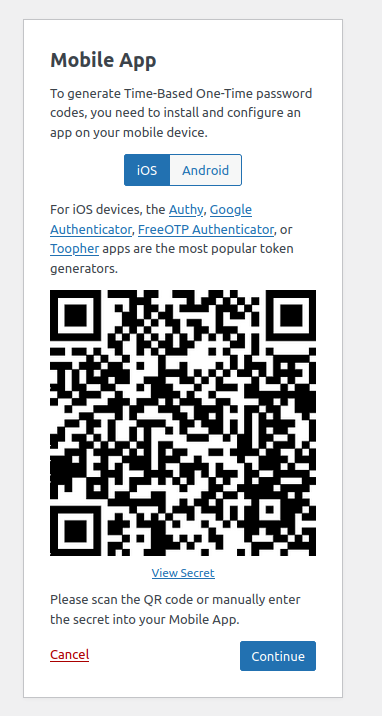 Mobile App
To generate Time-Based One-Time password
codes, you need to install and configure an
app on your mobile device.
iOS Android
For iOS devices, the Authy, Google
Authenticator, FreeOTP Authenticator, or
Toopher apps are the most popular token
generators.
View Secret
Please scan the QR code or manually enter
the secret into your Mobile App.
Cancel Continue